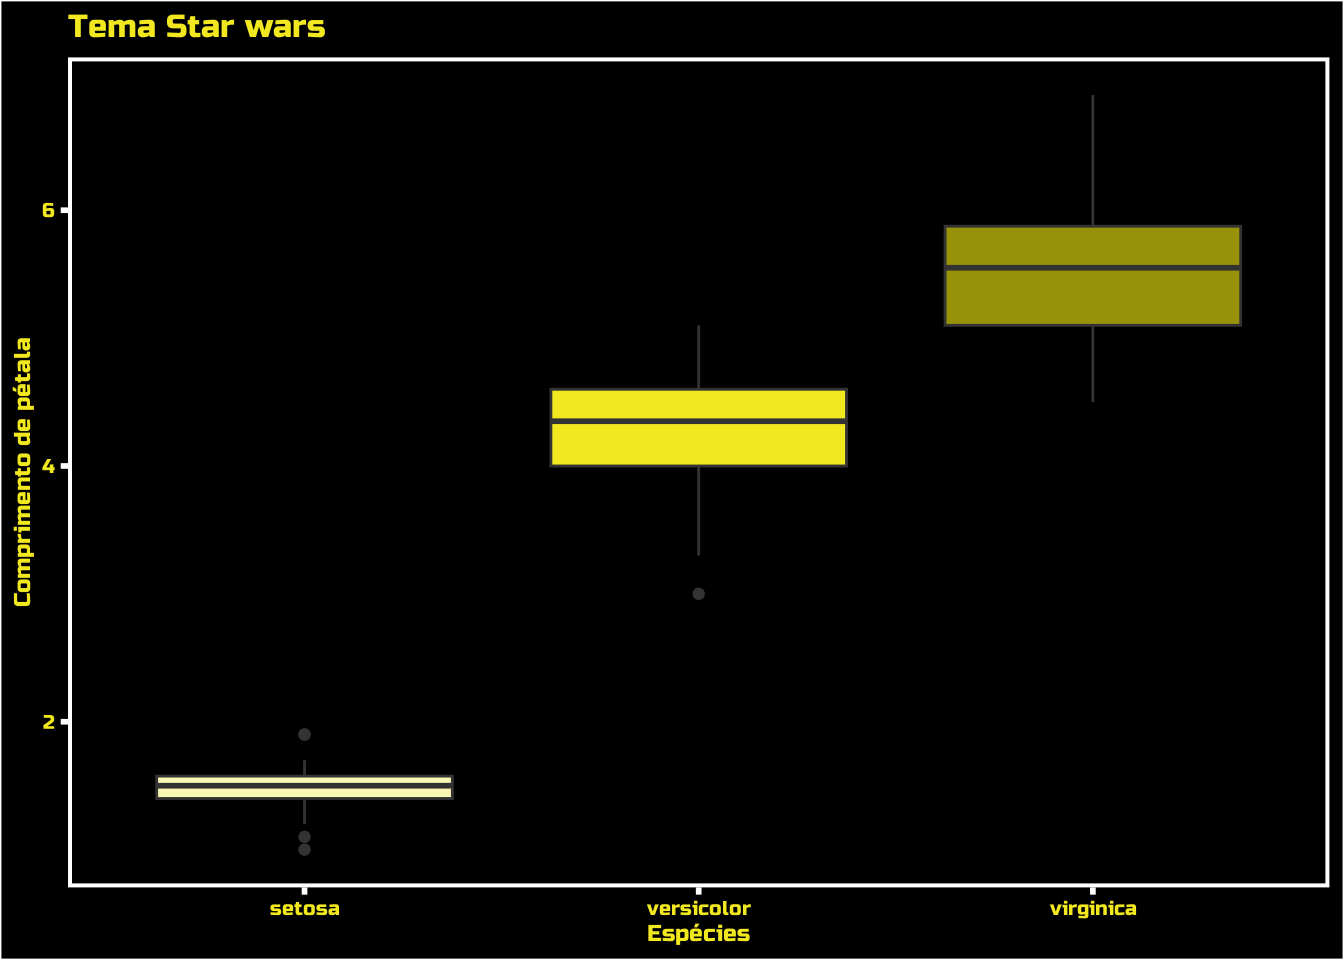 Tema Star wars
Comprimento de pétala
6
4
2
setosa
versicolor
virginica
Espécies